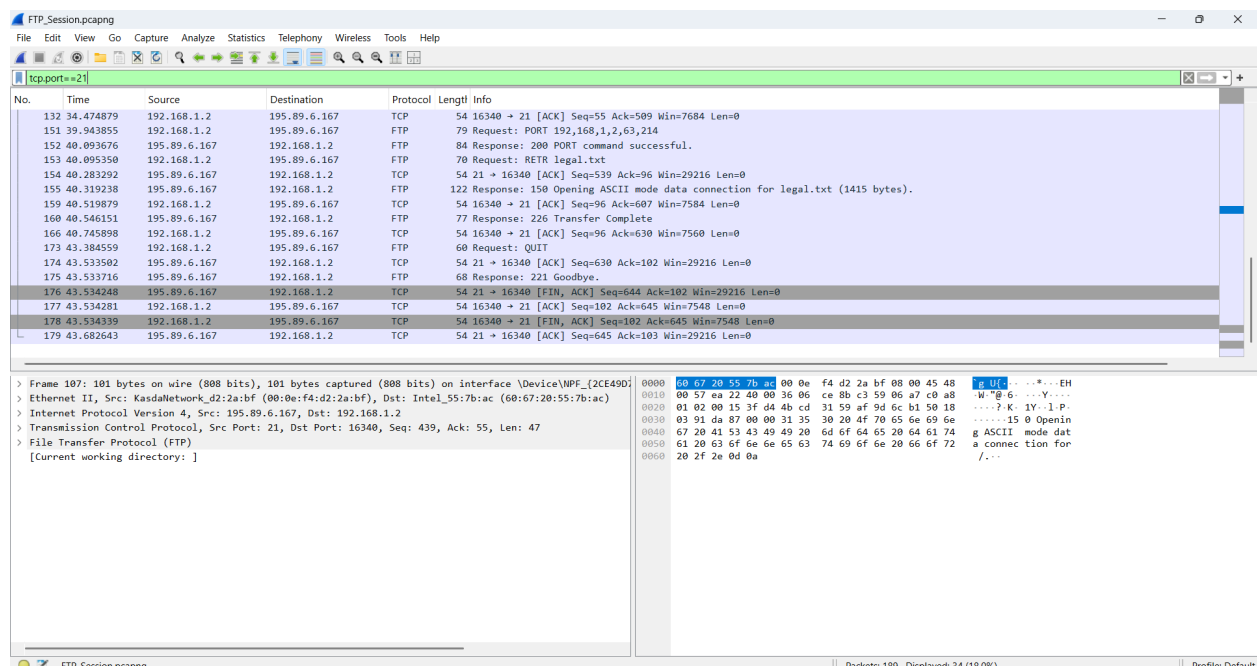 FTP_Session.pcapng
File Edit View Go Capture Analyze Statistics Telephony Wireless Tools Help
tcp.port==21
No. Time Source Destination Protocol Length Info
132 34.474879 192.168.1.2 195.89.6.167 TCP 54 16340 → 21 [ACK] Seq=55 Ack=509 Win=7684 Len=0
151 39.943855 192.168.1.2 195.89.6.167 FTP 79 Request: PORT 192,168,1,2,63,214
152 40.093676 195.89.6.167 192.168.1.2 FTP 84 Response: 200 PORT command successful.
153 40.095350 192.168.1.2 195.89.6.167 FTP 70 Request: RETR legal.txt
154 40.283292 195.89.6.167 192.168.1.2 TCP 54 21 → 16340 [ACK] Seq=539 Ack=96 Win=29216 Len=0
155 40.319238 195.89.6.167 192.168.1.2 FTP 122 Response: 150 Opening ASCII mode data connection for legal.txt (1415 bytes).
159 40.519879 192.168.1.2 195.89.6.167 TCP 54 16340 → 21 [ACK] Seq=96 Ack=607 Win=7584 Len=0
160 40.546151 195.89.6.167 192.168.1.2 FTP 77 Response: 226 Transfer Complete
166 40.745898 192.168.1.2 195.89.6.167 TCP 54 16340 → 21 [ACK] Seq=96 Ack=630 Win=7560 Len=0
173 43.384559 192.168.1.2 195.89.6.167 FTP 60 Request: QUIT
174 43.533502 195.89.6.167 192.168.1.2 TCP 54 21 → 16340 [ACK] Seq=630 Ack=102 Win=29216 Len=0
175 43.533716 195.89.6.167 192.168.1.2 FTP 68 Response: 221 Goodbye.
176 43.534248 195.89.6.167 192.168.1.2 TCP 54 21 → 16340 [FIN, ACK] Seq=644 Ack=102 Win=29216 Len=0
177 43.534281 192.168.1.2 195.89.6.167 TCP 54 16340 → 21 [ACK] Seq=102 Ack=645 Win=7548 Len=0
178 43.534339 192.168.1.2 195.89.6.167 TCP 54 16340 → 21 [FIN, ACK] Seq=102 Ack=645 Win=7548 Len=0
179 43.682643 195.89.6.167 192.168.1.2 TCP 54 21 → 16340 [ACK] Seq=645 Ack=103 Win=29216 Len=0
> Frame 107: 101 bytes on wire (808 bits), 101 bytes captured (808 bits) on interface \Device\NPF_{2CE49D7
> Ethernet II, Src: KasdaNetwork_d2:2a:bf (00:0e:f4:d2:2a:bf), Dst: Intel_55:7b:ac (60:67:20:55:7b:ac)
> Internet Protocol Version 4, Src: 195.89.6.167, Dst: 192.168.1.2
> Transmission Control Protocol, Src Port: 21, Dst Port: 16340, Seq: 439, Ack: 55, Len: 47
> File Transfer Protocol (FTP)
[Current working directory: ]
0000 60 67 20 55 7b ac 00 0e f4 d2 2a bf 08 00 45 48 `g U{· ·· ··*···EH
0010 00 57 ea 22 40 00 36 06 ce 8b c3 59 06 a7 c0 a8 ·W·"@·6· ···Y····
0020 01 02 00 15 3f d4 4b cd 31 59 af 9d 6c b1 50 18 ····?·K· 1Y··l·P·
0030 03 91 da 87 00 00 31 35 30 20 4f 70 65 6e 69 6e ······15 0 Openin
0040 67 20 41 53 43 49 49 20 6d 6f 64 65 20 64 61 74 g ASCII mode dat
0050 61 20 63 6f 6e 6e 65 63 74 69 6f 6e 20 66 6f 72 a connec tion for
0060 20 2f 2e 0d 0a /.··
FTP_Session.pcapng Packets: 189 Displayed: 34 (18.0%) Profile: Default